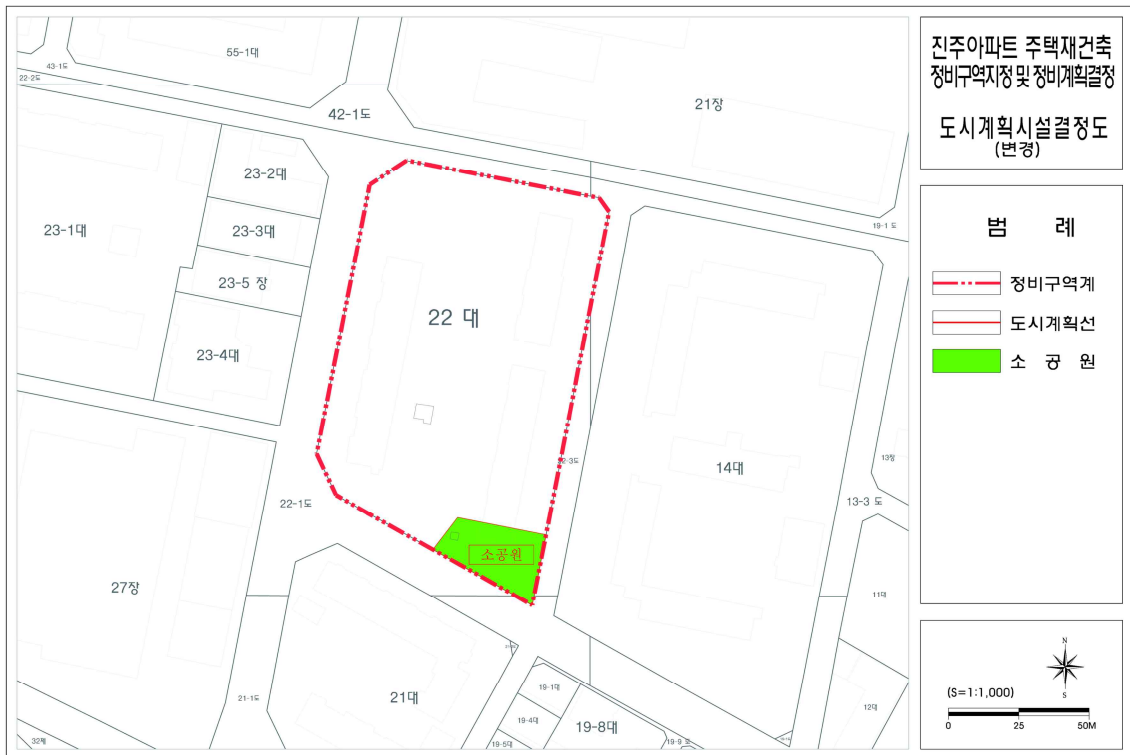 진주아파트 주택재건축
정비구역지정 및 정비계획결정
도시계획시설결정도
(변경)
범 례
정비구역계
도시계획선
소 공 원
N
S
(S=1:1,000)
0 25 50M
55-1대
43-1도
22-2도
42-1도
21장
23-2대
23-1대
23-3대
19-1 도
23-5 장
22 대
23-4대
13장
14대
22-1도
13-3 도
소공원
27장
11대
21-1도
21대
19-1대
12대
19-4대
19-8대
32제
19-5대
19-9 도